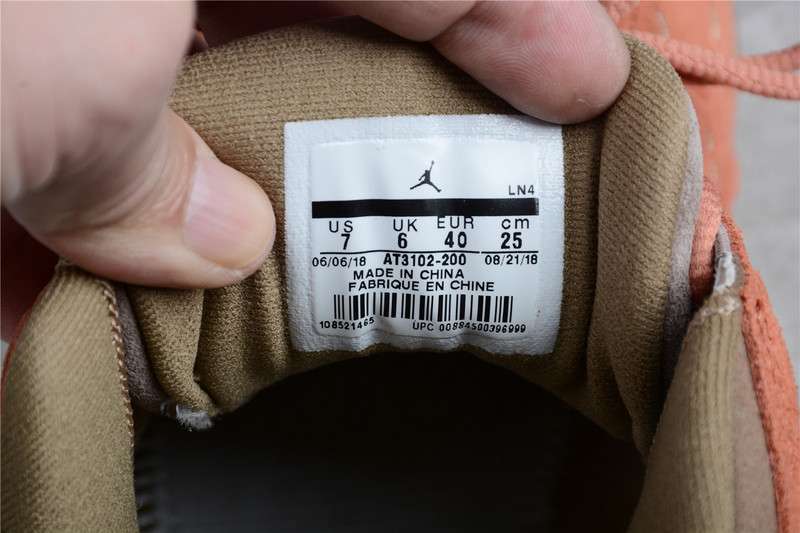 LN4
US UK EUR cm
7 6 40 25
06/06/18 AT3102-200 08/21/18
MADE IN CHINA
FABRIQUE EN CHINE
108521465 UPC 00884500396999